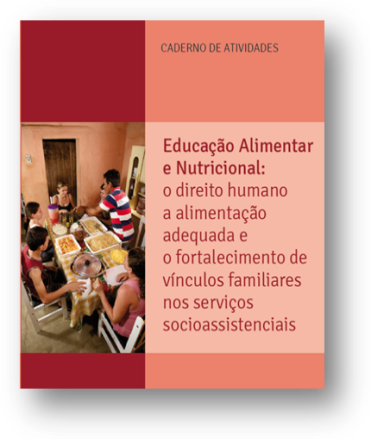 CADERNO DE ATIVIDADES
Educação Alimentar
e Nutricional:
o direito humano
a alimentação
adequada e
o fortalecimento de
vínculos familiares
nos serviços
socioassistenciais